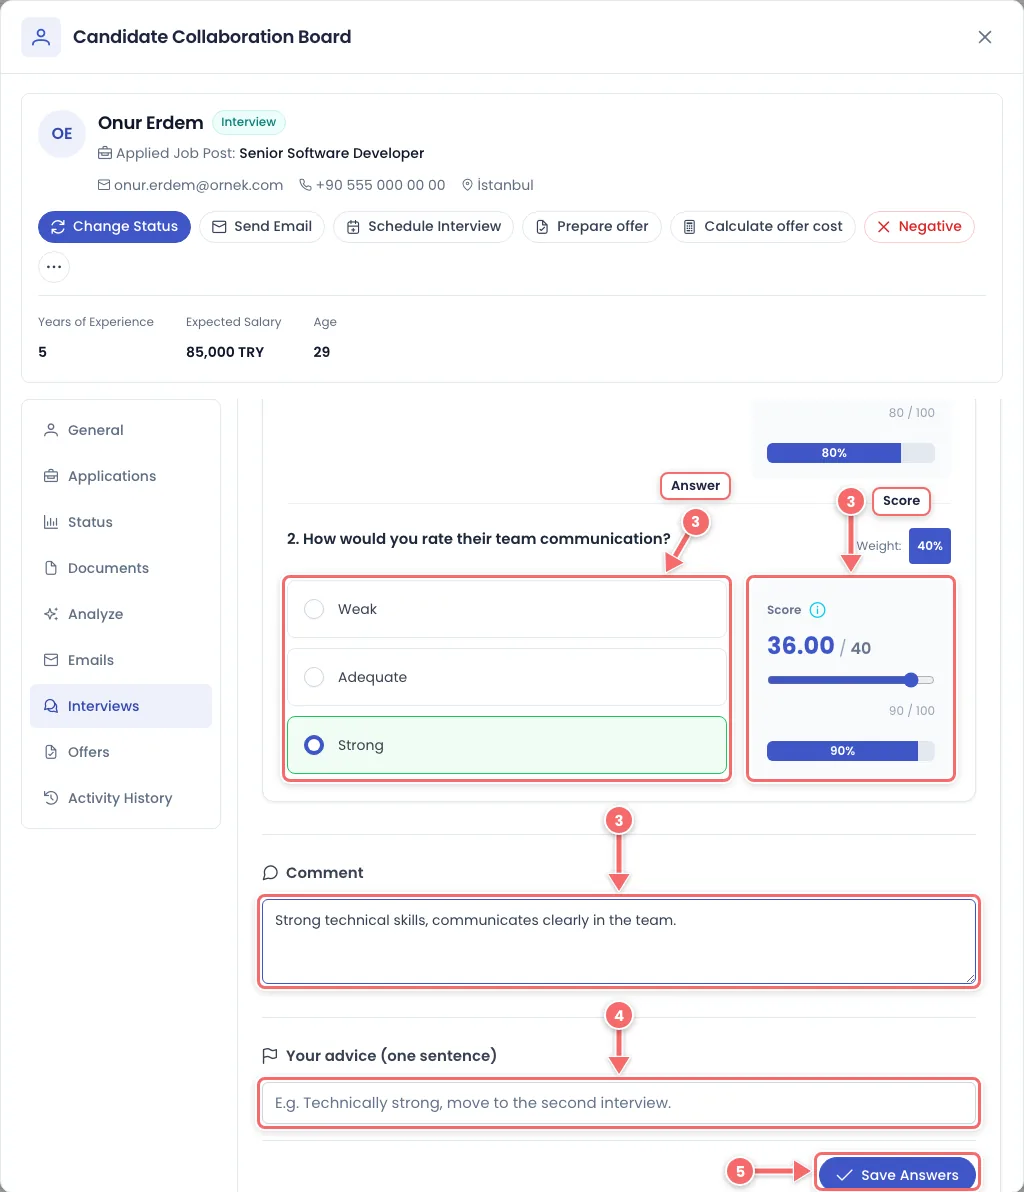 Candidate Collaboration Board
OE
Onur Erdem
Interview
Applied Job Post: Senior Software Developer
onur.erdem@ornek.com
+90 555 000 00 00
İstanbul
Change Status
Send Email
Schedule Interview
Prepare offer
Calculate offer cost
Negative
...
Years of Experience
5
Expected Salary
85,000 TRY
Age
29
General
Applications
Status
Documents
Analyze
Emails
Interviews
Offers
Activity History
80 / 100
80%
Answer
3
3
Score
2. How would you rate their team communication?
Weight: 40%
Weak
Adequate
Strong
Score
36.00 / 40
90 / 100
90%
3
Comment
Strong technical skills, communicates clearly in the team.
4
Your advice (one sentence)
E.g. Technically strong, move to the second interview.
5
Save Answers